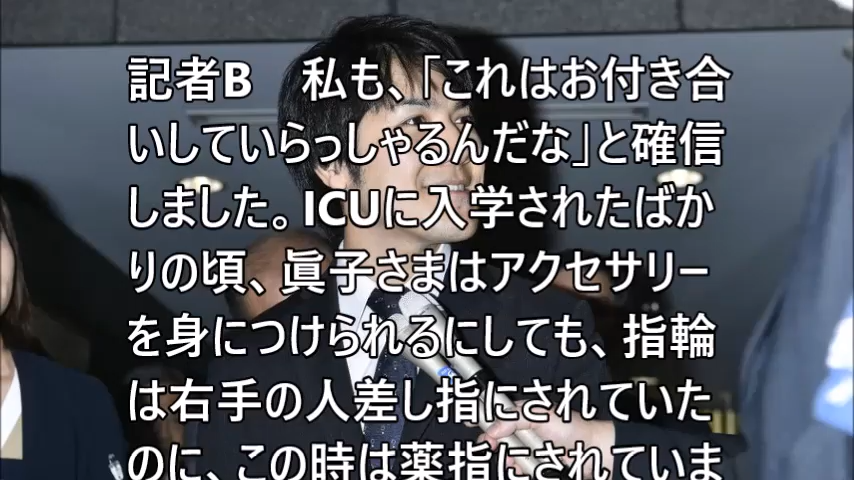 記者B　私も、「これはお付き合
いしていらっしゃるんだな」と確信
しました。ICUに入学されたばか
りの頃、眞子さまはアクセサリー
を身につけられるにしても、指輪
は右手の人差し指にされていた
のに、この時は薬指にされていま